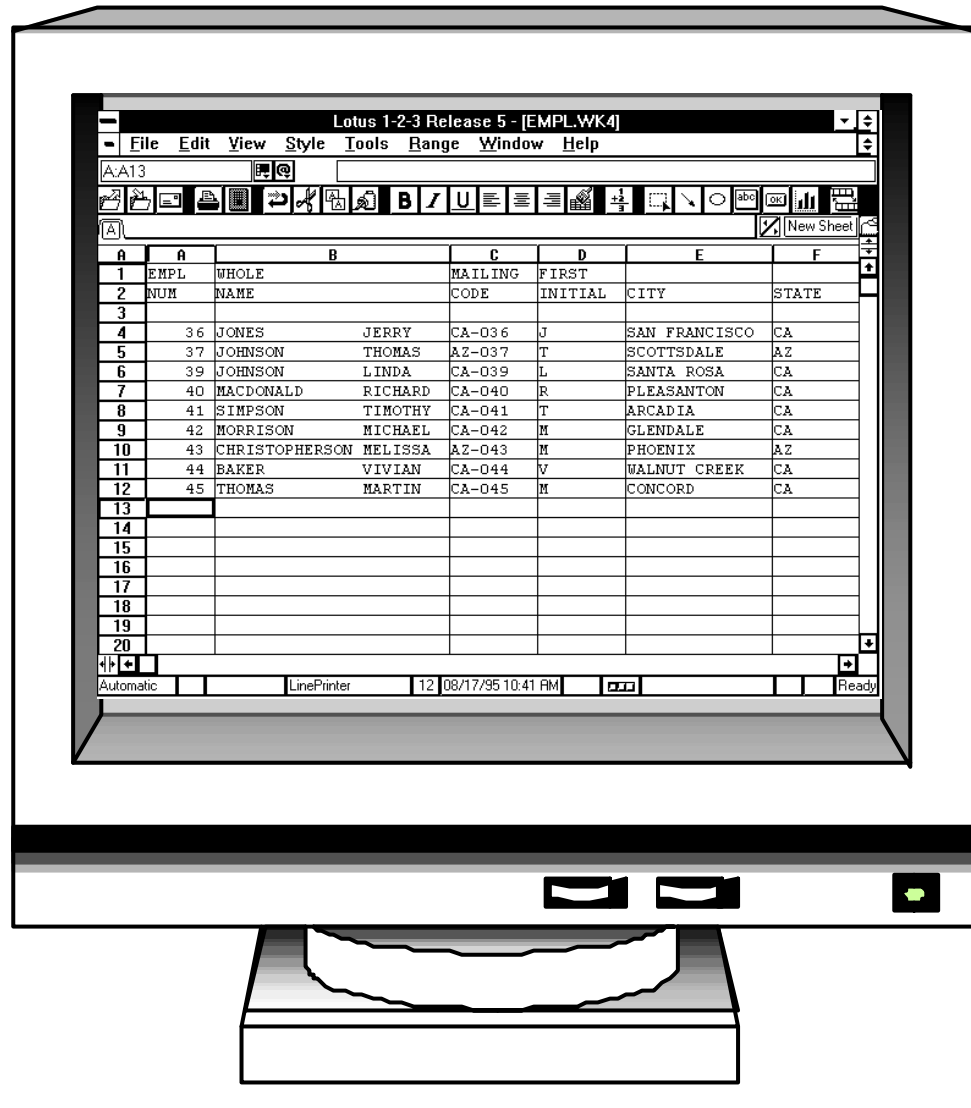 Lotus 1-2-3 Release 5 - [EMPL.WK4]
File Edit View Style Tools Range Window Help
A:A13 @
B I U abc OK
A New Sheet
A A B C D E F
1 EMPL WHOLE MAILING FIRST
2 NUM NAME CODE INITIAL CITY STATE
3
4 36 JONES JERRY CA-036 J SAN FRANCISCO CA
5 37 JOHNSON THOMAS AZ-037 T SCOTTSDALE AZ
6 39 JOHNSON LINDA CA-039 L SANTA ROSA CA
7 40 MACDONALD RICHARD CA-040 R PLEASANTON CA
8 41 SIMPSON TIMOTHY CA-041 T ARCADIA CA
9 42 MORRISON MICHAEL CA-042 M GLENDALE CA
10 43 CHRISTOPHERSON MELISSA AZ-043 M PHOENIX AZ
11 44 BAKER VIVIAN CA-044 V WALNUT CREEK CA
12 45 THOMAS MARTIN CA-045 M CONCORD CA
13
14
15
16
17
18
19
20
Automatic LinePrinter 12 08/17/95 10:41 AM Ready